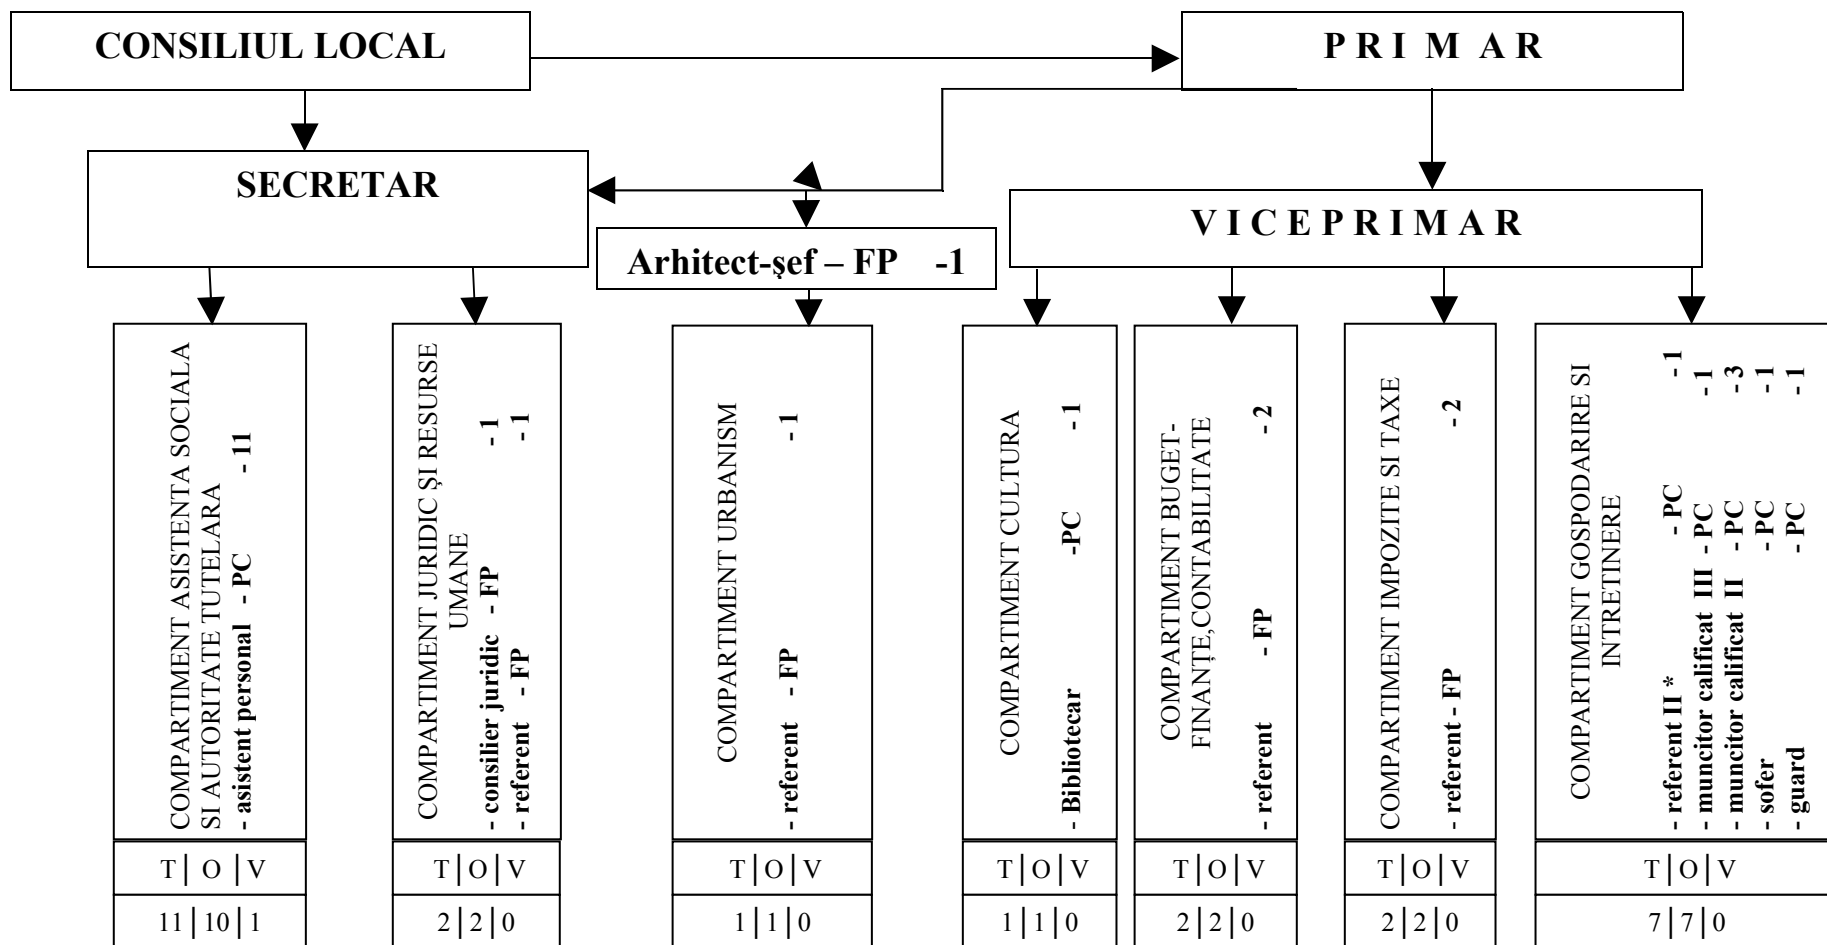 CONSILIUL LOCAL
P R I M A R
SECRETAR
V I C E P R I M A R
Arhitect-şef – FP -1
COMPARTIMENT ASISTENTA SOCIALA
SI AUTORITATE TUTELARA
- asistent personal - PC - 11
T | O | V
11 | 10 | 1
COMPARTIMENT JURIDIC ŞI RESURSE
UMANE
- consilier juridic - FP - 1
- referent - FP - 1
T | O | V
2 | 2 | 0
COMPARTIMENT URBANISM
- referent - FP - 1
T | O | V
1 | 1 | 0
COMPARTIMENT CULTURA
- Bibliotecar -PC - 1
T | O | V
1 | 1 | 0
COMPARTIMENT BUGET-
FINANŢE,CONTABILITATE
- referent - FP - 2
T | O | V
2 | 2 | 0
COMPARTIMENT IMPOZITE SI TAXE
- referent - FP - 2
T | O | V
2 | 2 | 0
COMPARTIMENT GOSPODARIRE SI
INTRETINERE
- referent II * - PC - 1
- muncitor calificat III - PC - 1
- muncitor calificat II - PC - 3
- sofer - PC - 1
- guard - PC - 1
T | O | V
7 | 7 | 0